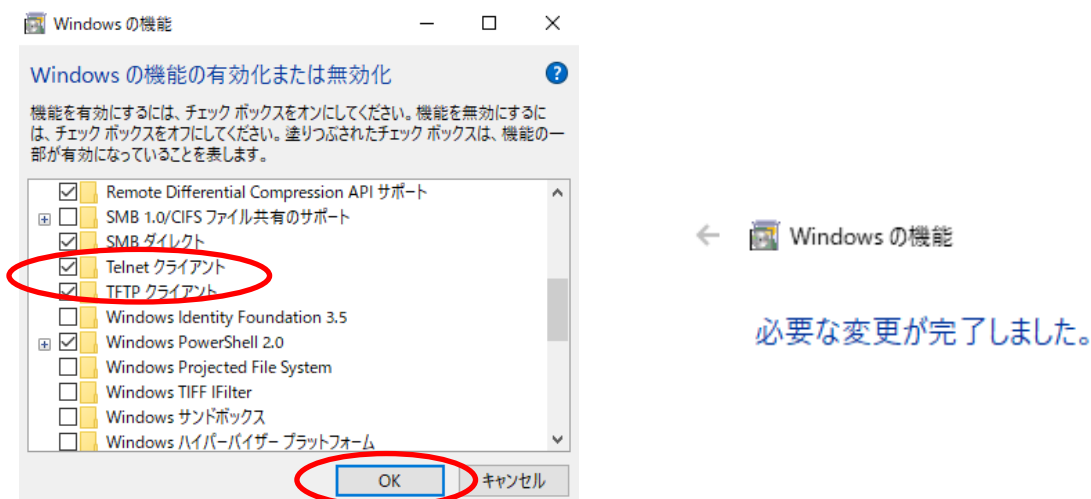 Windows の機能
Windows の機能の有効化または無効化
?
機能を有効にするには、チェック ボックスをオンにしてください。機能を無効にするに
は、チェック ボックスをオフにしてください。塗りつぶされたチェック ボックスは、機能の一
部が有効になっていることを表します。
Remote Differential Compression API サポート
SMB 1.0/CIFS ファイル共有のサポート
SMB ダイレクト
Telnet クライアント
TFTP クライアント
Windows Identity Foundation 3.5
Windows PowerShell 2.0
Windows Projected File System
Windows TIFF IFilter
Windows サンドボックス
Windows ハイパーバイザー プラットフォーム
OK
キャンセル
Windows の機能
必要な変更が完了しました。